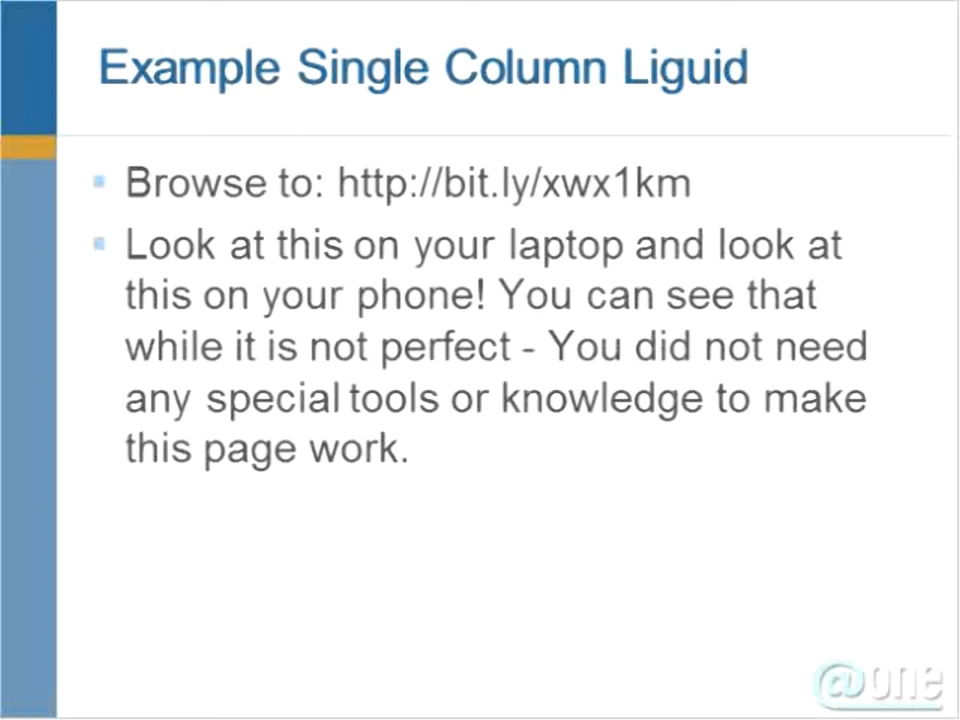 Example Single Column Liguid
Browse to: http://bit.ly/xwx1km
Look at this on your laptop and look at
this on your phone! You can see that
while it is not perfect - You did not need
any special tools or knowledge to make
this page work.
@one